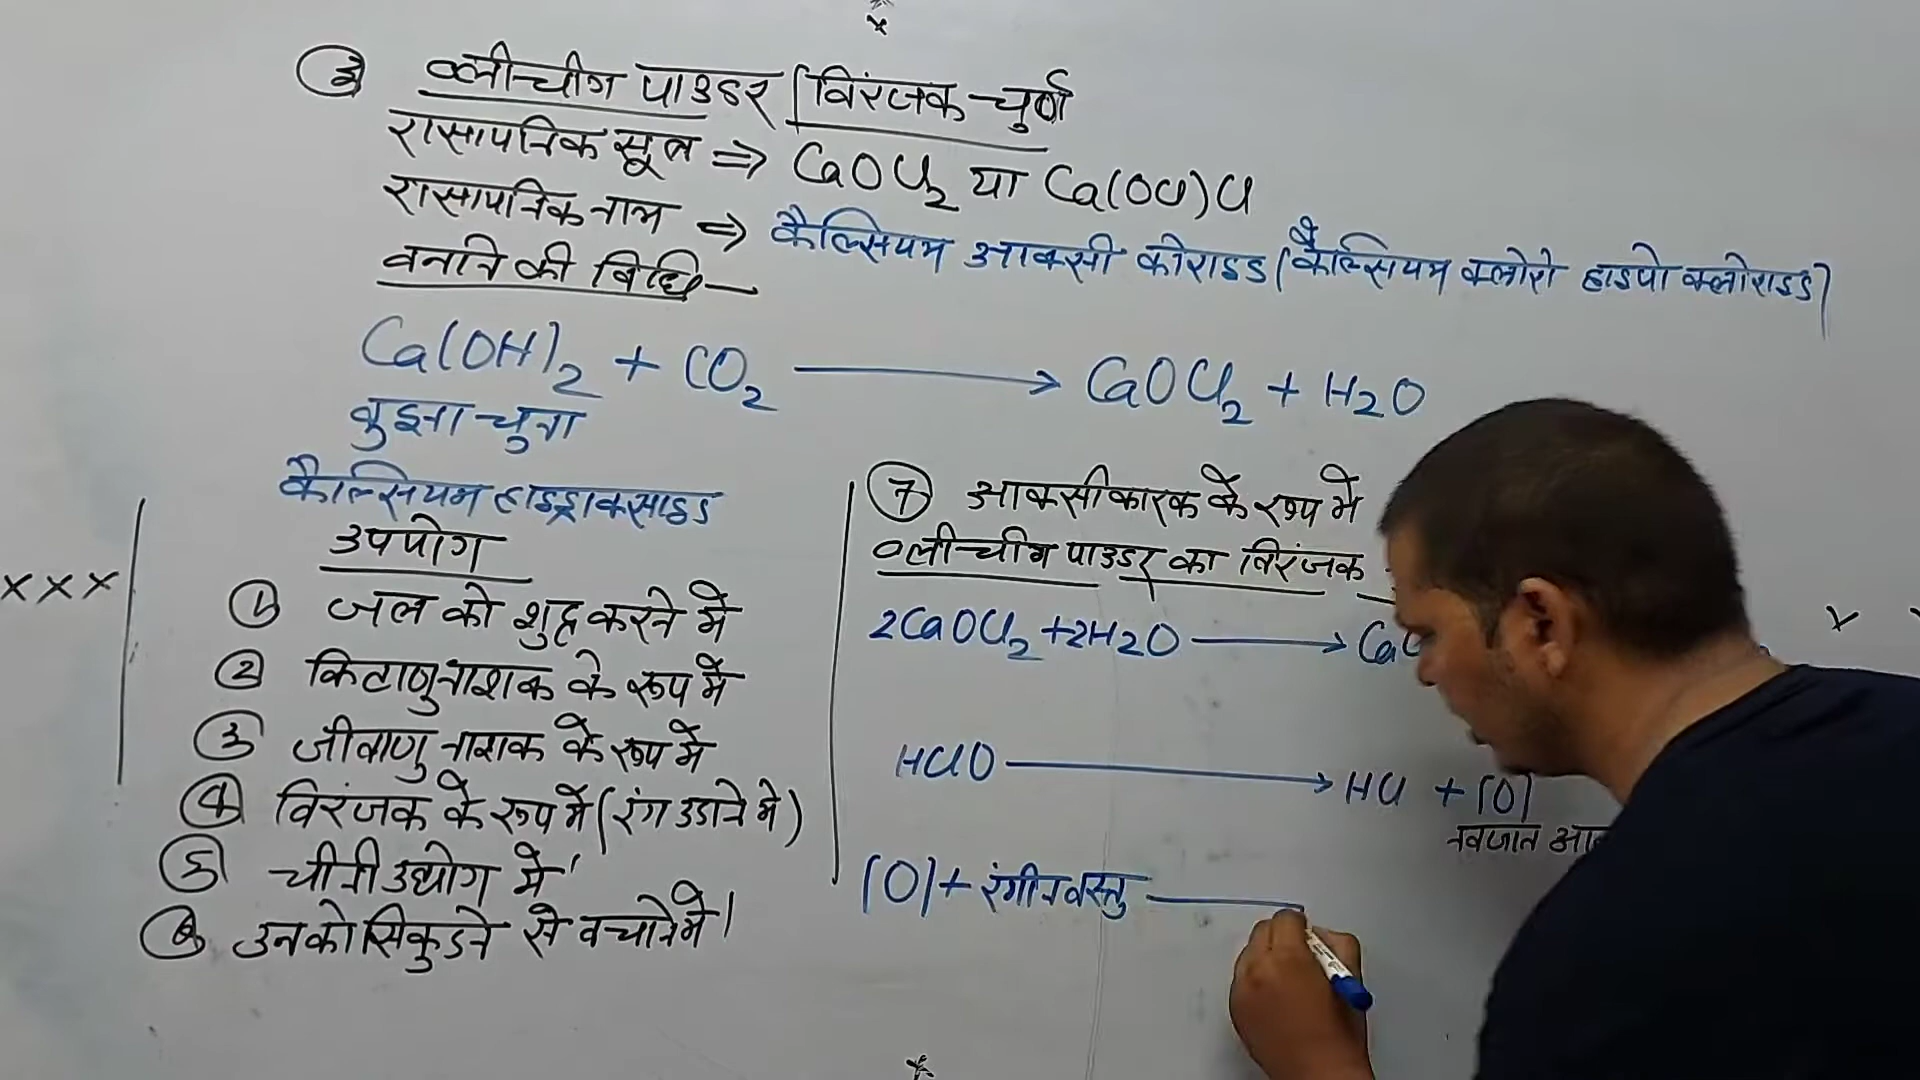 ③ ब्लीचींग पाउडर / विरंजक चुर्ण
रासायनिक सूत्र ⇒ CaOCl₂ या Ca(OCl)Cl
रासायनिक नाम ⇒ कैल्सियम आक्सी क्लोराइड (कैल्सियम क्लोरो हाइपो क्लोराइड)
बनाने की विधि –
Ca(OH)₂ + CO₂ ⟶ CaOCl₂ + H₂O
बुझा चुना
कैल्सियम हाइड्राक्साइड
उपयोग
① जल को शुद्ध करने में
② किटाणुनाशक के रूप में
③ जीवाणु नाशक के रूप में
④ विरंजक के रूप में (रंग उडाने मे)
⑤ चीनी उद्योग में।
⑥ उन को सिकुडने से बचाने में।
⑦ आक्सीकारक के रूप में
ब्लीचींग पाउडर का विरंजक
2CaOCl₂ + 2H₂O ⟶
HClO ⟶ HCl + [O]
नवजात
[O] + रंगीन वस्तु
x x x